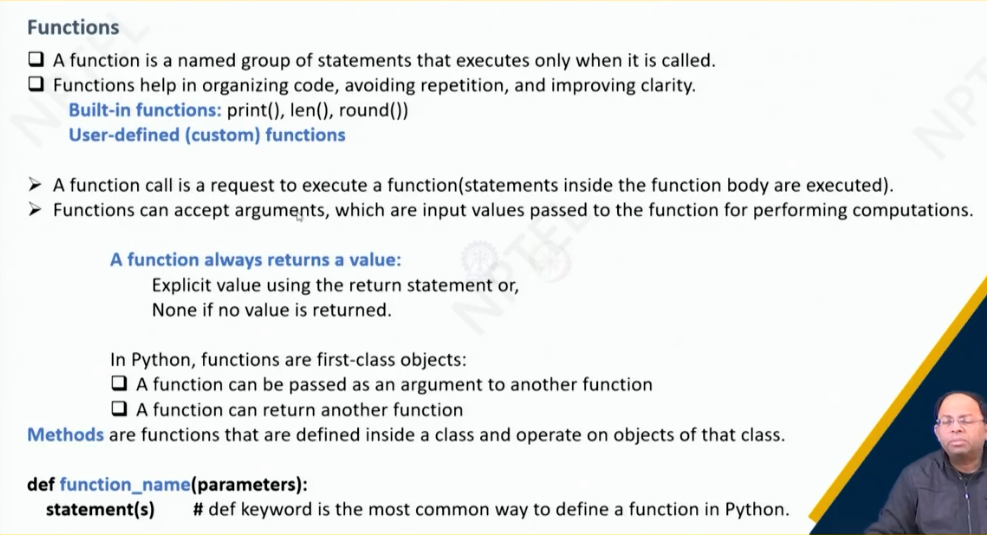 Functions
❑ A function is a named group of statements that executes only when it is called.
❑ Functions help in organizing code, avoiding repetition, and improving clarity.
Built-in functions: print(), len(), round())
User-defined (custom) functions
➢ A function call is a request to execute a function(statements inside the function body are executed).
➢ Functions can accept arguments, which are input values passed to the function for performing computations.
A function always returns a value:
Explicit value using the return statement or,
None if no value is returned.
In Python, functions are first-class objects:
❑ A function can be passed as an argument to another function
❑ A function can return another function
Methods are functions that are defined inside a class and operate on objects of that class.
def function_name(parameters):
statement(s) # def keyword is the most common way to define a function in Python.
NPTEL
NPTEL
NPT